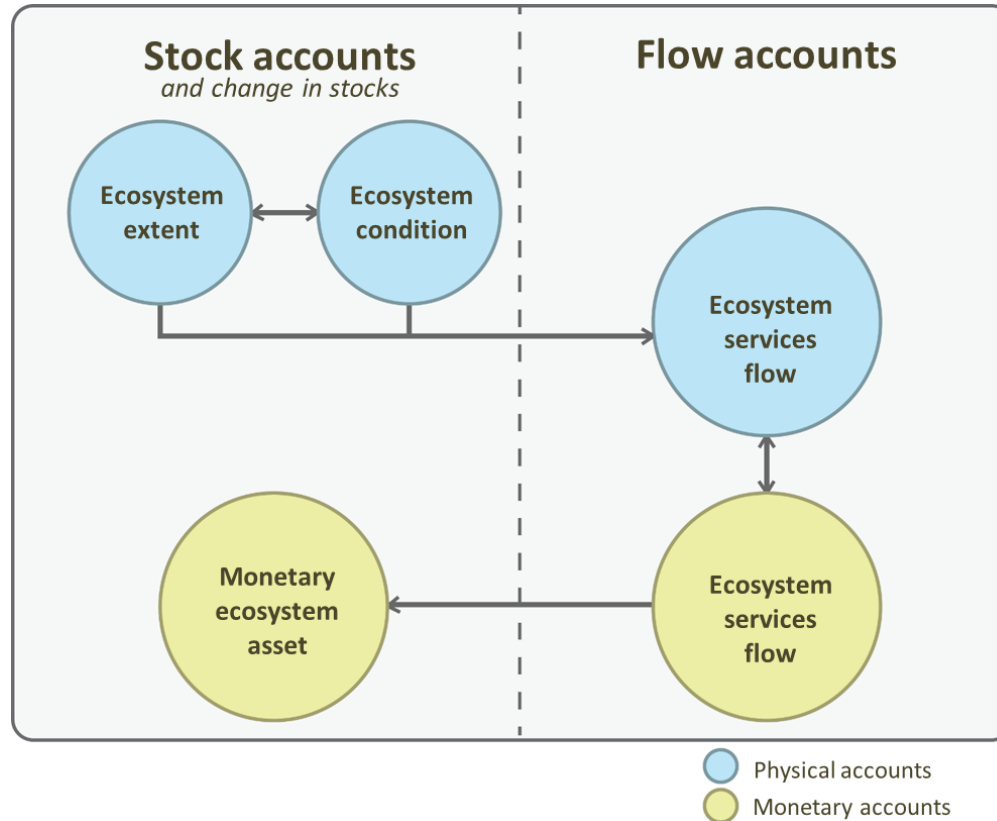 Stock accounts
and change in stocks
Flow accounts
Ecosystem
extent
Ecosystem
condition
Ecosystem
services
flow
Monetary
ecosystem
asset
Ecosystem
services
flow
Physical accounts
Monetary accounts